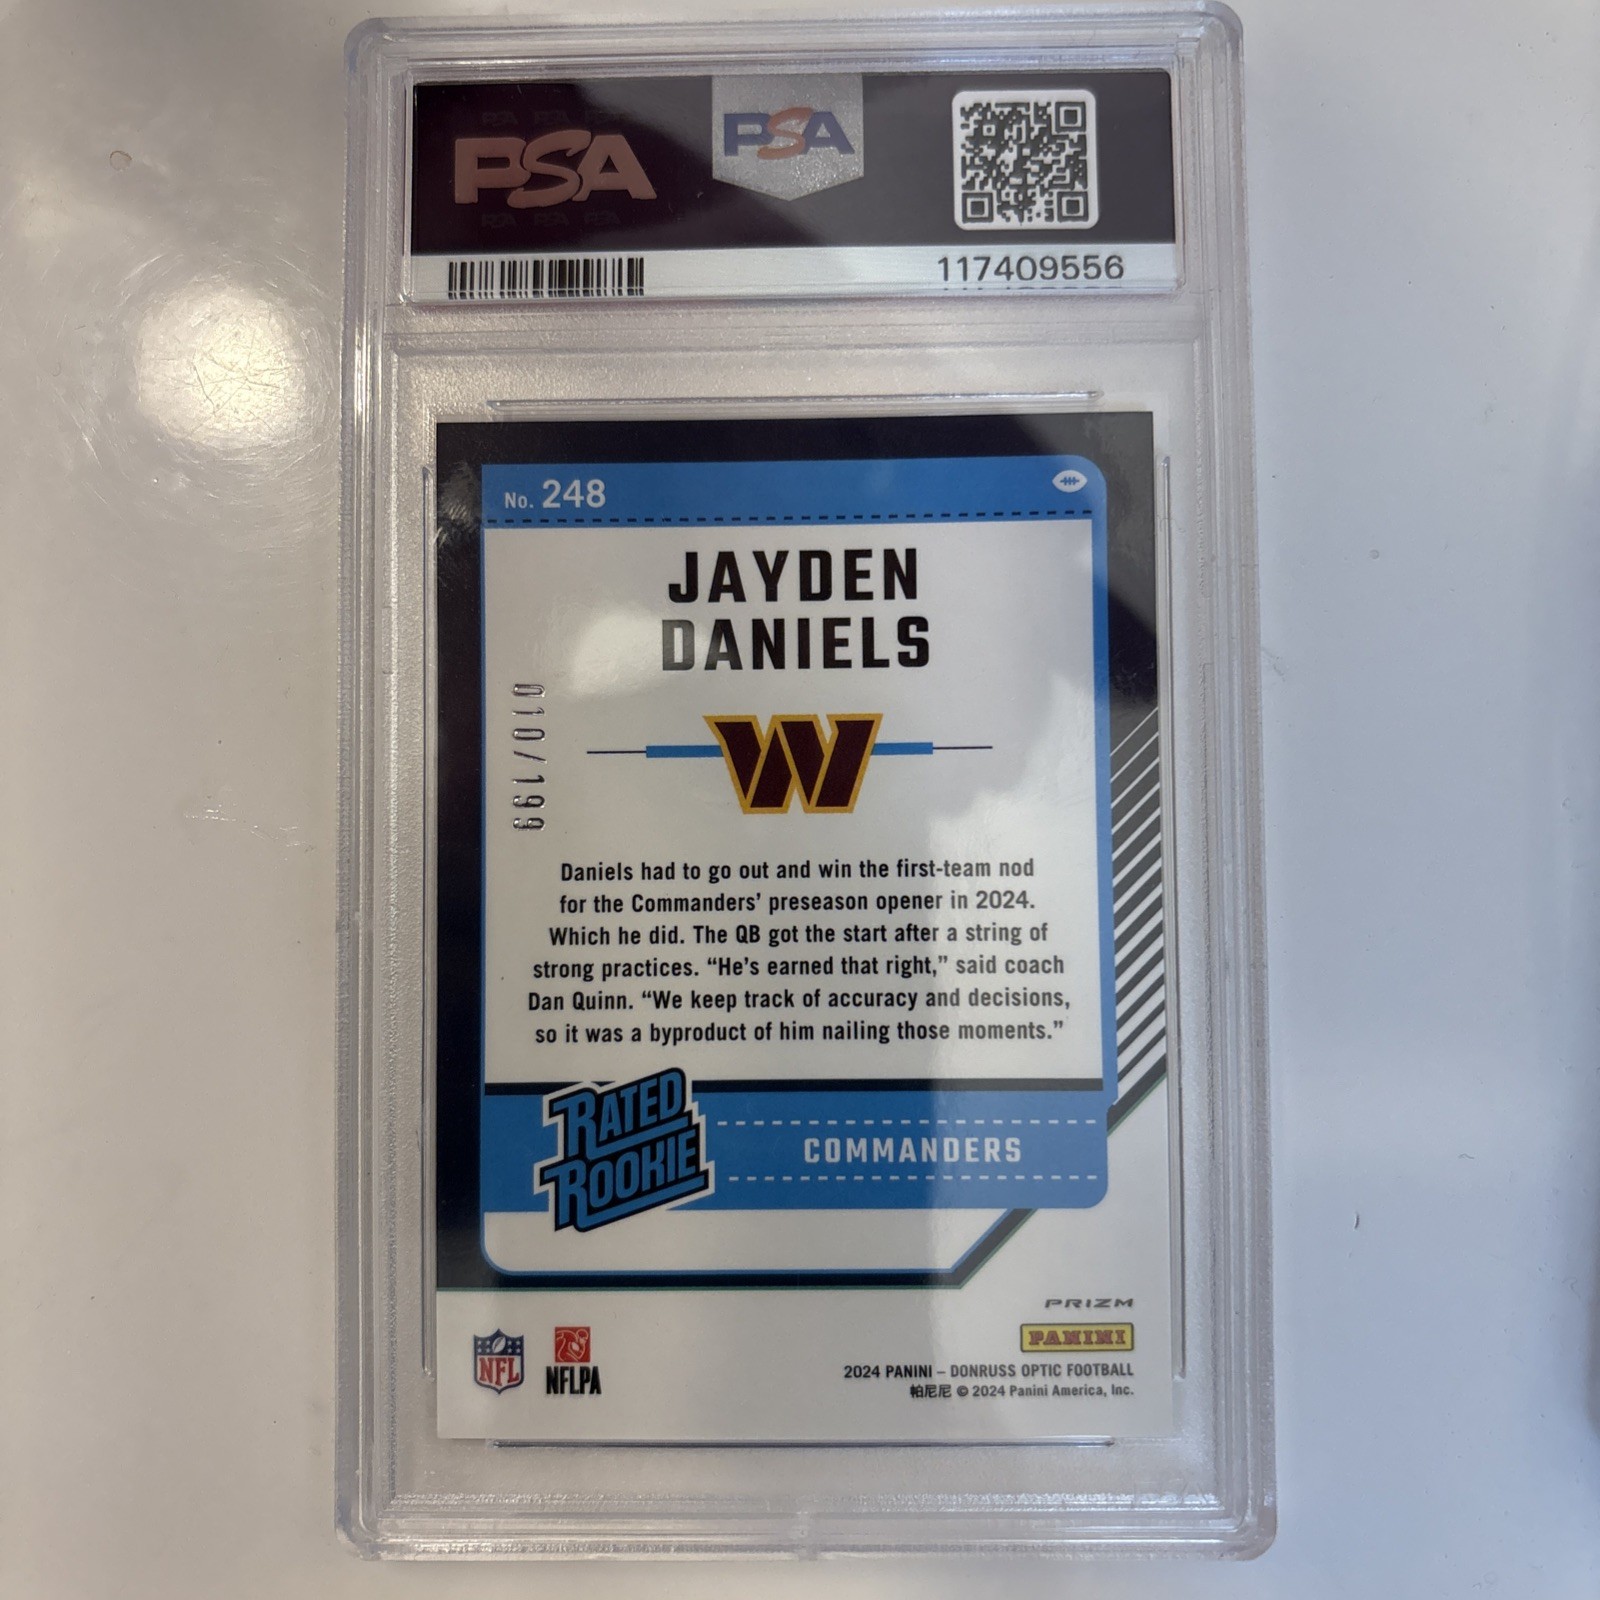 PSA
PSA
117409556
No. 248
JAYDEN
DANIELS
010/199
W
Daniels had to go out and win the first-team nod
for the Commanders’ preseason opener in 2024.
Which he did. The QB got the start after a string of
strong practices. “He’s earned that right,” said coach
Dan Quinn. “We keep track of accuracy and decisions,
so it was a byproduct of him nailing those moments.”
RATED
ROOKIE
COMMANDERS
PRIZM
PANINI
NFL
NFLPA
2024 PANINI – DONRUSS OPTIC FOOTBALL
帕尼尼 © 2024 Panini America, Inc.